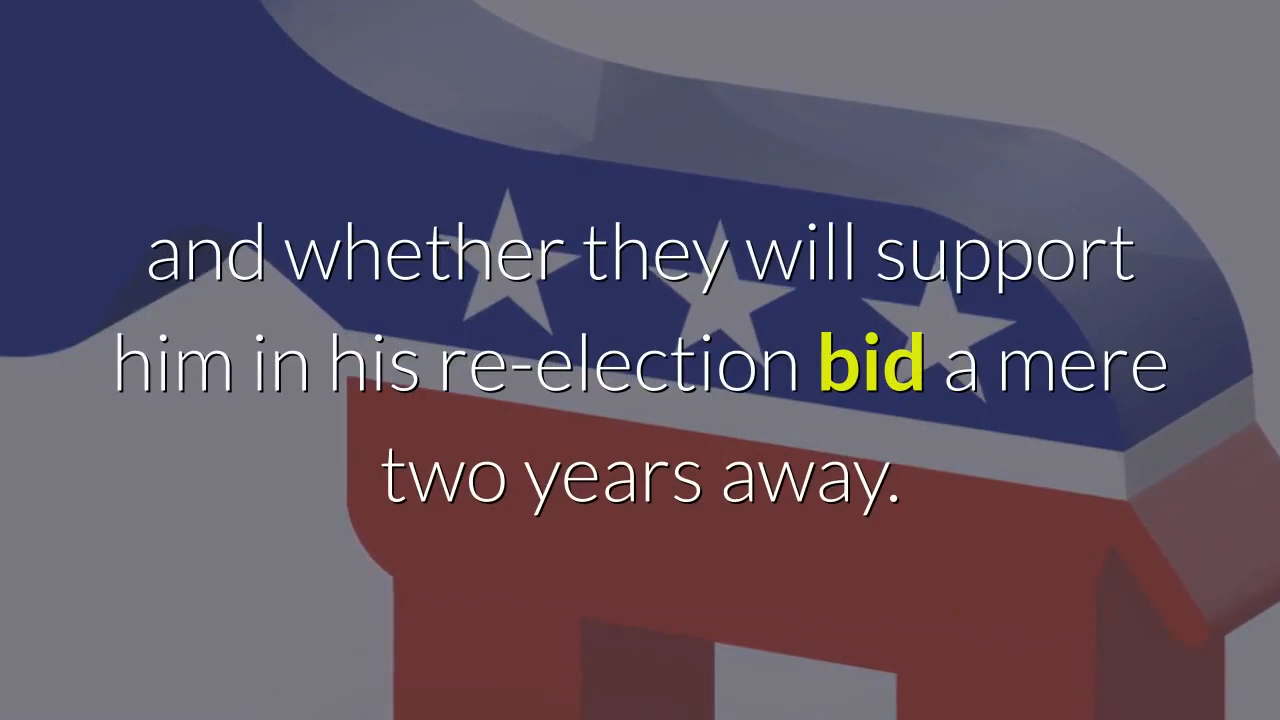 and whether they will support
him in his re-election bid a mere
two years away.